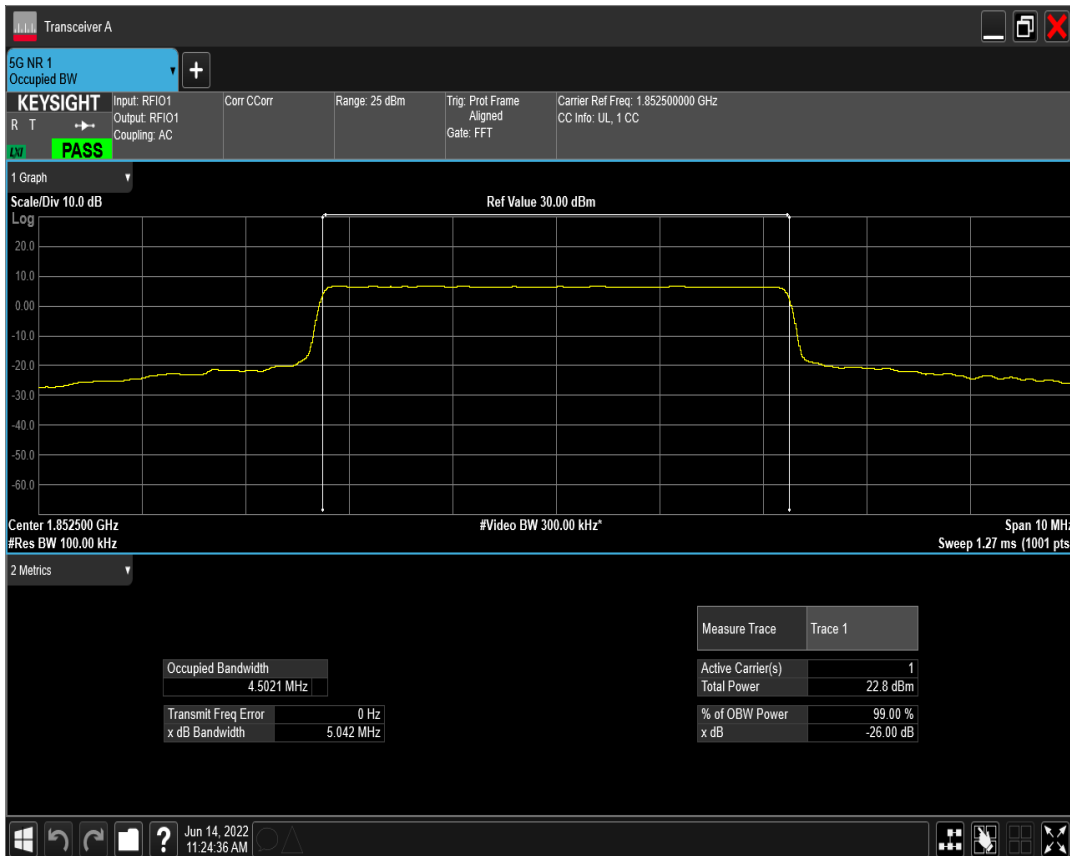 Transceiver A
5G NR 1
Occupied BW
+
KEYSIGHT
R T
LXI
PASS
Input: RFIO1
Output: RFIO1
Coupling: AC
Corr CCorr
Range: 25 dBm
Trig: Prot Frame
Aligned
Gate: FFT
Carrier Ref Freq: 1.852500000 GHz
CC Info: UL, 1 CC
1 Graph
Scale/Div 10.0 dB
Ref Value 30.00 dBm
Log
20.0
10.0
0.00
-10.0
-20.0
-30.0
-40.0
-50.0
-60.0
Center 1.852500 GHz
#Video BW 300.00 kHz*
Span 10 MHz
#Res BW 100.00 kHz
Sweep 1.27 ms (1001 pts
2 Metrics
Measure Trace Trace 1
Occupied Bandwidth
4.5021 MHz
Active Carrier(s) 1
Total Power 22.8 dBm
Transmit Freq Error 0 Hz
x dB Bandwidth 5.042 MHz
% of OBW Power 99.00 %
x dB -26.00 dB
?
Jun 14, 2022
11:24:36 AM